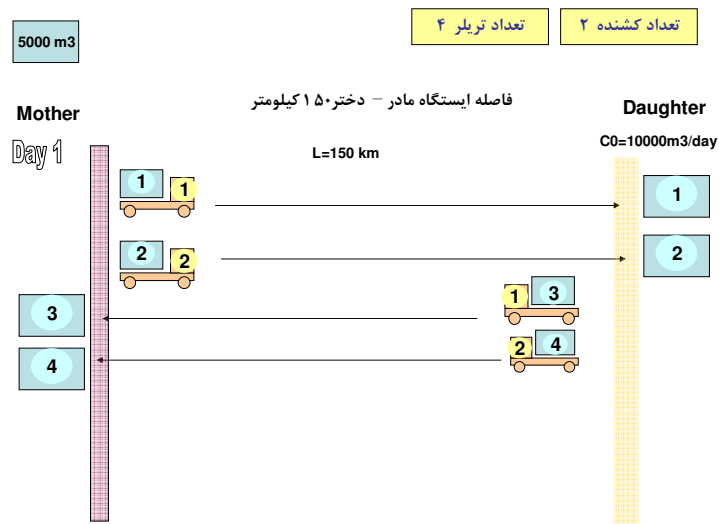 5000 m3
تعداد تریلر ۴
تعداد کشنده ۲
فاصله ایستگاه مادر – دختر۱۵۰ کیلومتر
Mother
Daughter
Day 1
L=150 km
C0=10000m3/day
1
1
1
2
2
2
3
1
3
4
2
4